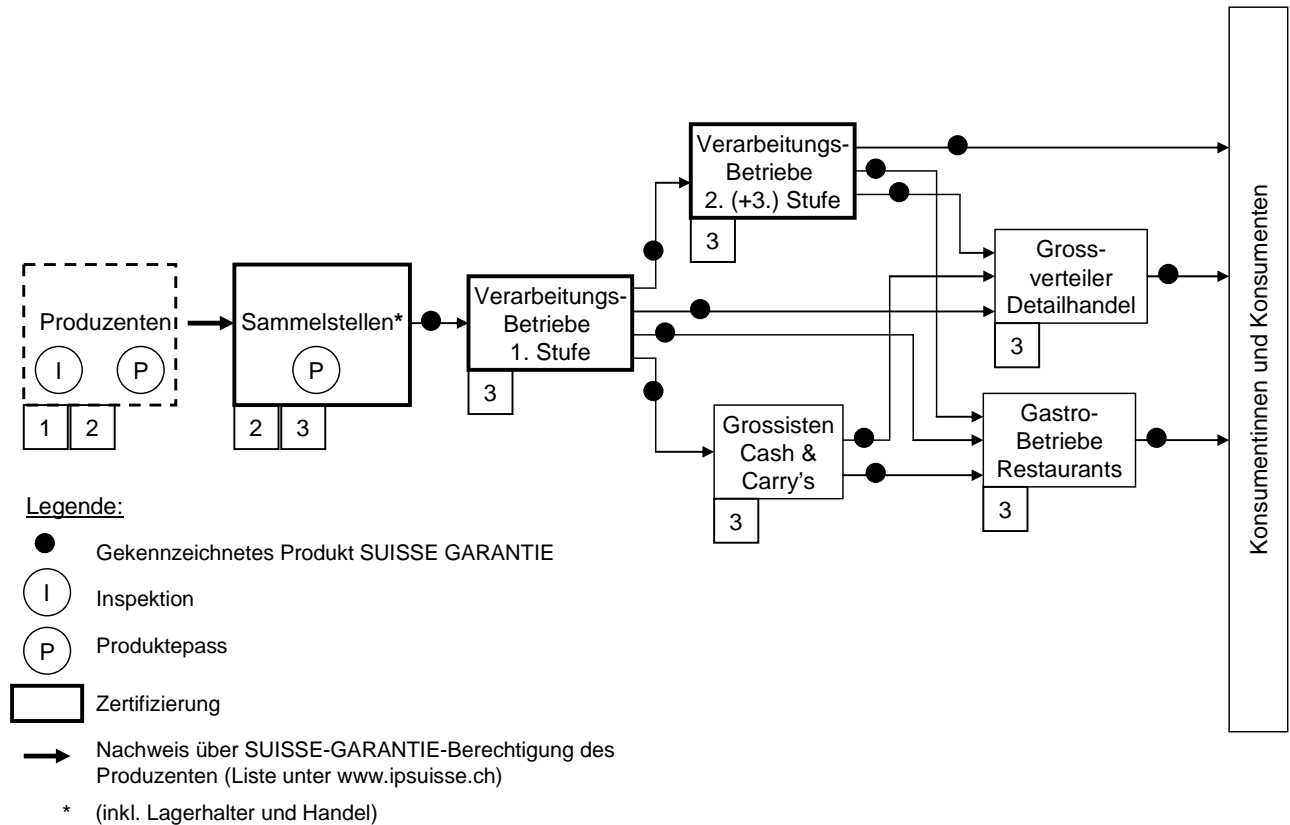 Verarbeitungs-
Betriebe
2. (+3.) Stufe
3
Produzenten
I
P
1
2
Sammelstellen*
P
2
3
Verarbeitungs-
Betriebe
1. Stufe
3
Gross-
verteiler
Detailhandel
3
Grossisten
Cash &
Carry's
3
Gastro-
Betriebe
Restaurants
3
Konsumentinnen und Konsumenten
Legende:
Gekennzeichnetes Produkt SUISSE GARANTIE
I
Inspektion
P
Produktepass
Zertifizierung
Nachweis über SUISSE-GARANTIE-Berechtigung des
Produzenten (Liste unter www.ipsuisse.ch)
* (inkl. Lagerhalter und Handel)